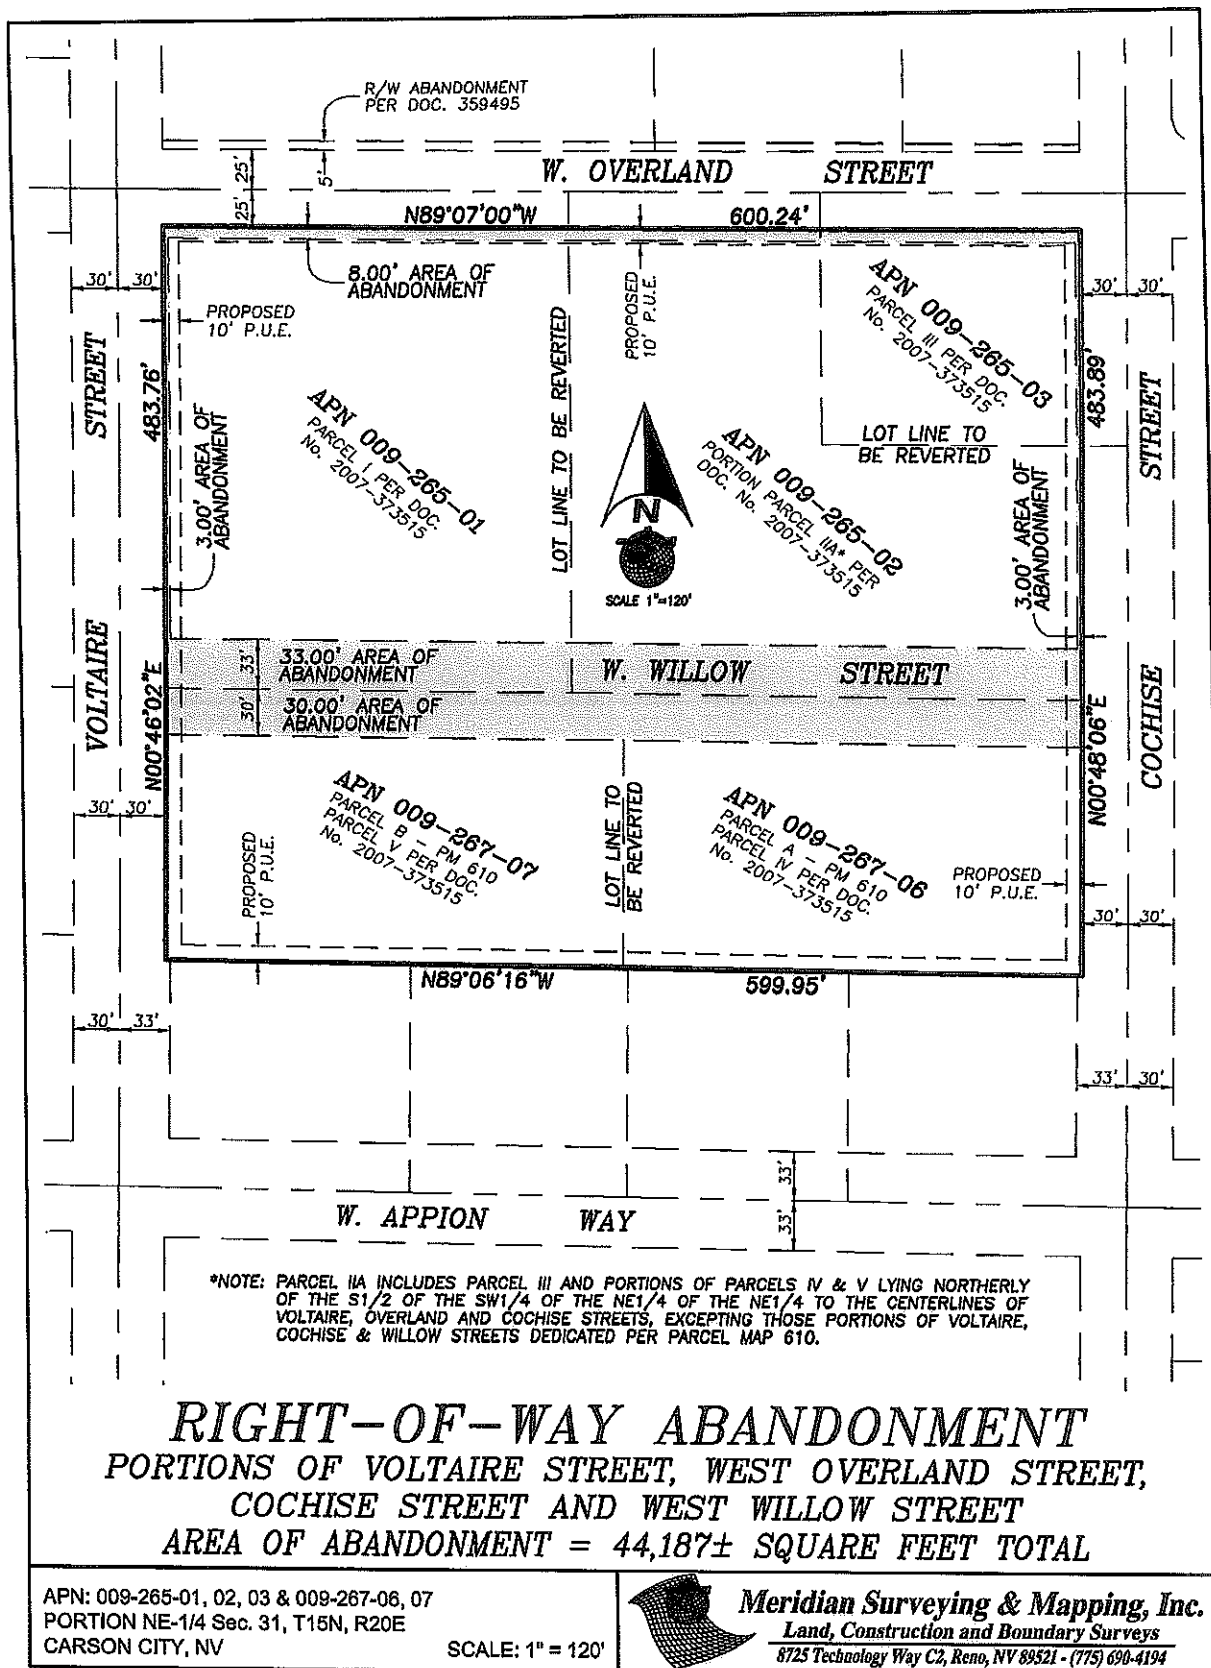 R/W ABANDONMENT
PER DOC. 359495
25'
5'
W. OVERLAND STREET
25'
N89°07'00"W 600.24'
8.00' AREA OF
ABANDONMENT
30' 30'
30' 30'
PROPOSED
10' P.U.E.
PROPOSED
10' P.U.E.
APN 009-265-03
PARCEL III PER DOC.
No. 2007-373515
STREET
483.76'
483.89'
STREET
LOT LINE TO BE REVERTED
3.00' AREA OF
ABANDONMENT
APN 009-265-01
PARCEL I PER DOC.
No. 2007-373515
APN 009-265-02
PORTION PARCEL IIA* PER
DOC. No. 2007-373515
LOT LINE TO
BE REVERTED
3.00' AREA OF
ABANDONMENT
N
SCALE 1"=120'
VOLTAIRE
N00°46'02"E
33'
33.00' AREA OF
ABANDONMENT
W. WILLOW STREET
30'
30.00' AREA OF
ABANDONMENT
N00°48'06"E
COCHISE
30' 30'
APN 009-267-07
PARCEL B - PM 610
PARCEL V PER DOC.
No. 2007-373515
LOT LINE TO
BE REVERTED
APN 009-267-06
PARCEL A - PM 610
PARCEL IV PER DOC.
No. 2007-373515
PROPOSED
10' P.U.E.
PROPOSED
10' P.U.E.
30' 30'
N89°06'16"W 599.95'
30' 33'
33' 30'
33'
W. APPION WAY
33'
*NOTE: PARCEL IIA INCLUDES PARCEL III AND PORTIONS OF PARCELS IV & V LYING NORTHERLY
OF THE S1/2 OF THE SW1/4 OF THE NE1/4 OF THE NE1/4 TO THE CENTERLINES OF
VOLTAIRE, OVERLAND AND COCHISE STREETS, EXCEPTING THOSE PORTIONS OF VOLTAIRE,
COCHISE & WILLOW STREETS DEDICATED PER PARCEL MAP 610.
RIGHT-OF-WAY ABANDONMENT
PORTIONS OF VOLTAIRE STREET, WEST OVERLAND STREET,
COCHISE STREET AND WEST WILLOW STREET
AREA OF ABANDONMENT = 44,187± SQUARE FEET TOTAL
APN: 009-265-01, 02, 03 & 009-267-06, 07
PORTION NE-1/4 Sec. 31, T15N, R20E
CARSON CITY, NV SCALE: 1" = 120'
Meridian Surveying & Mapping, Inc.
Land, Construction and Boundary Surveys
8725 Technology Way C2, Reno, NV 89521 - (775) 690-4194